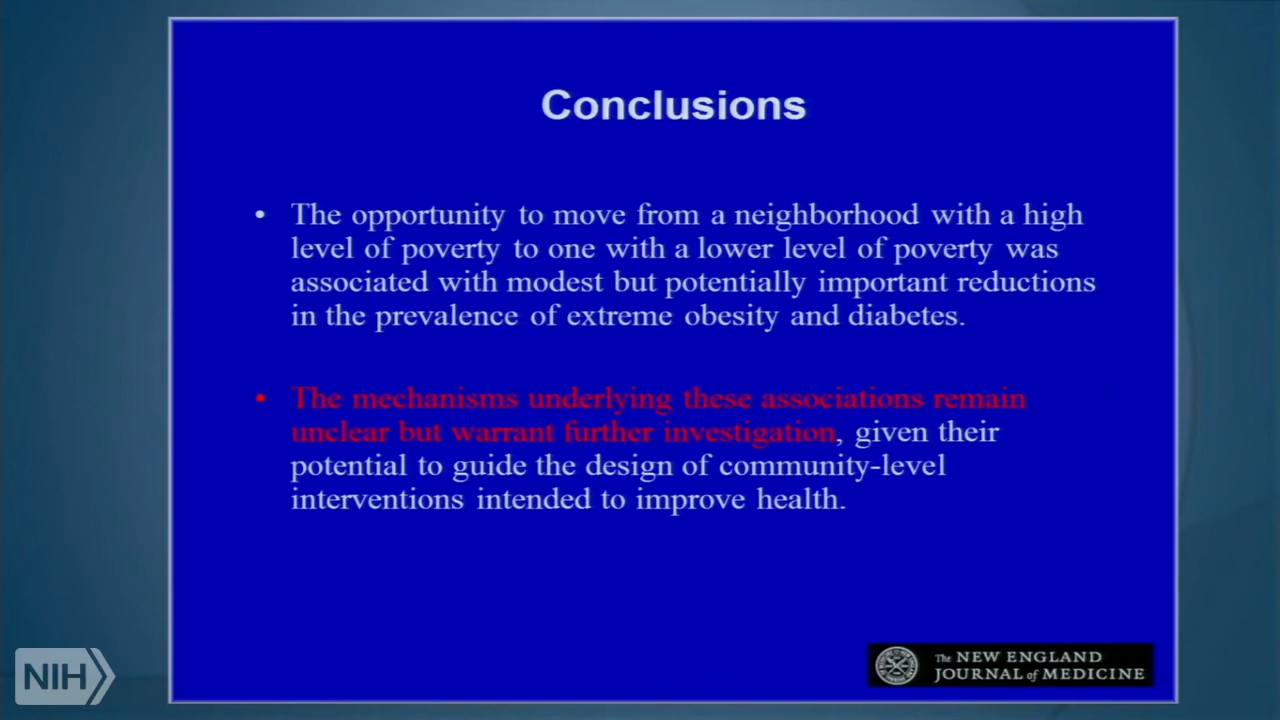 Conclusions
• The opportunity to move from a neighborhood with a high
level of poverty to one with a lower level of poverty was
associated with modest but potentially important reductions
in the prevalence of extreme obesity and diabetes.
• The mechanisms underlying these associations remain
unclear but warrant further investigation, given their
potential to guide the design of community-level
interventions intended to improve health.
NIH
The NEW ENGLAND
JOURNAL of MEDICINE